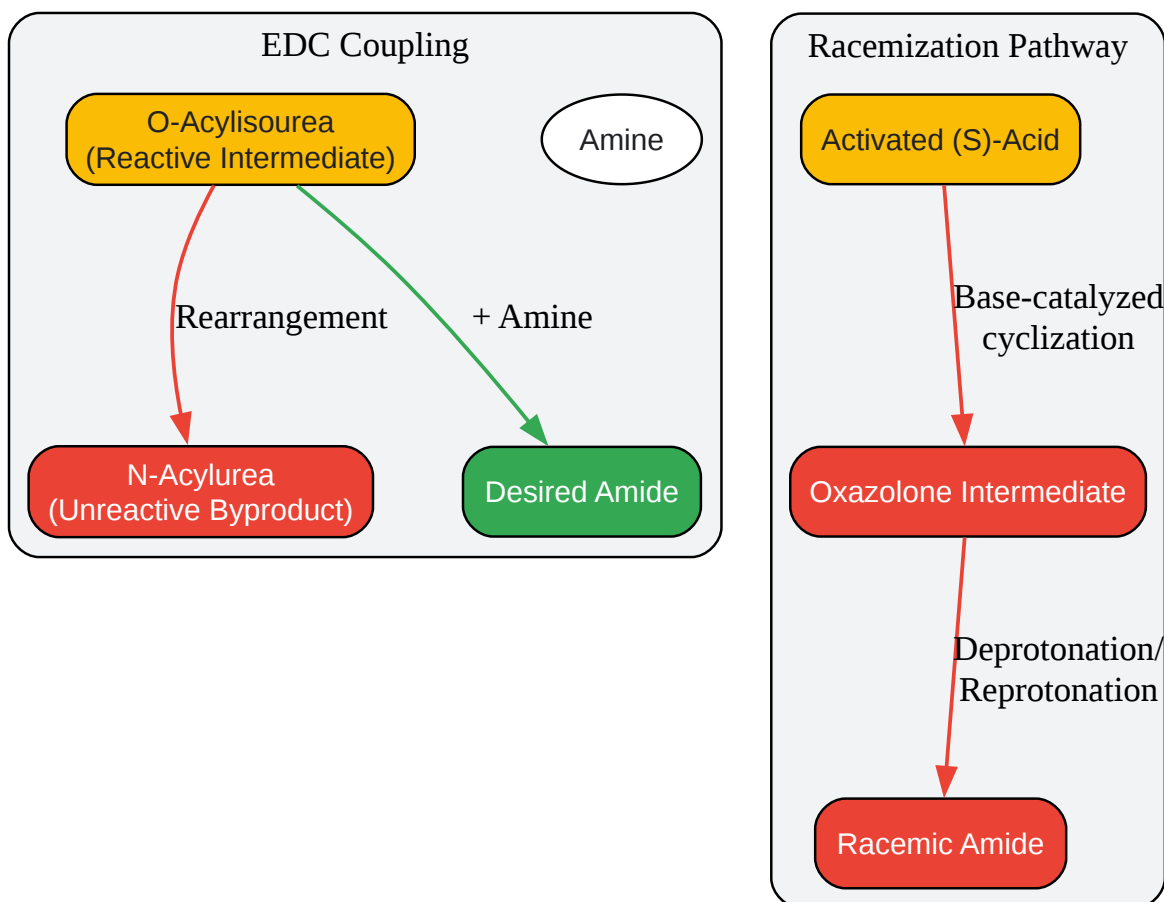 EDC Coupling
O-Acylisourea
(Reactive Intermediate)
Amine
Rearrangement
+ Amine
N-Acylurea
(Unreactive Byproduct)
Desired Amide
Racemization Pathway
Activated (S)-Acid
Base-catalyzed
cyclization
Oxazolone Intermediate
Deprotonation/
Reprotonation
Racemic Amide